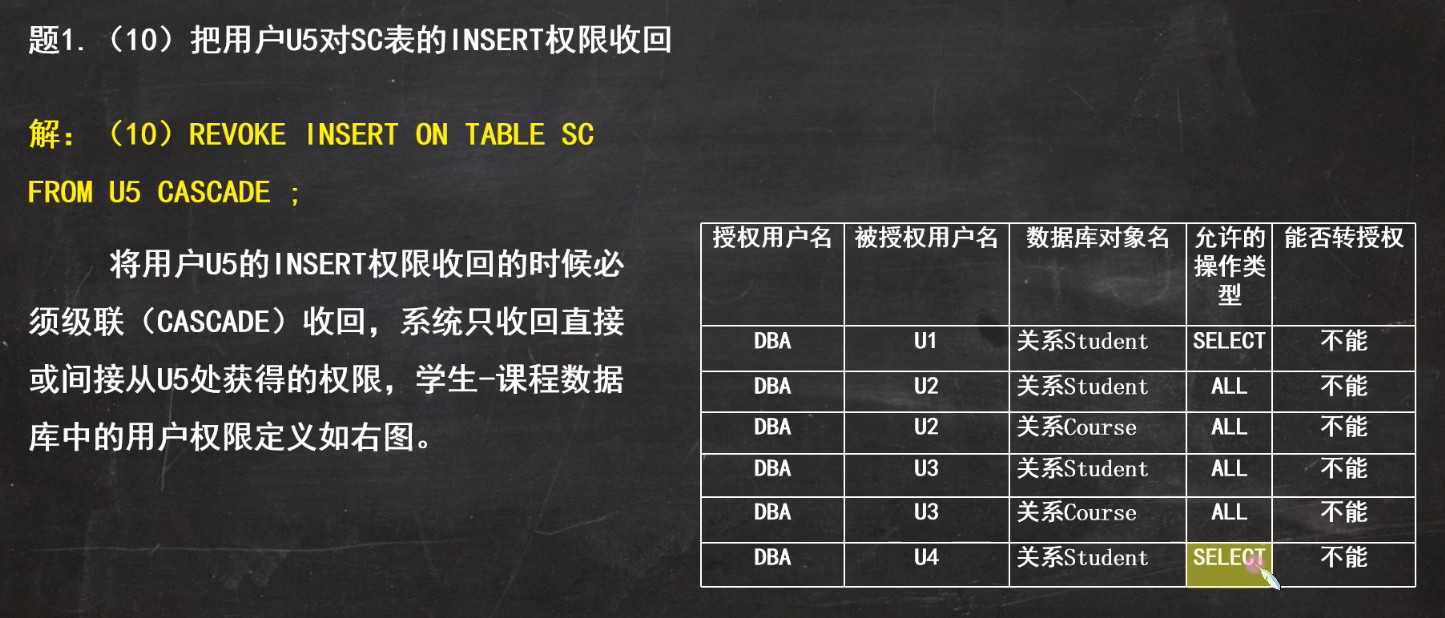 题1.（10）把用户U5对SC表的INSERT权限收回
解：（10）REVOKE INSERT ON TABLE SC
FROM U5 CASCADE ;
将用户U5的INSERT权限收回的时候必
须级联（CASCADE）收回，系统只收回直接
或间接从U5处获得的权限，学生-课程数据
库中的用户权限定义如右图。
授权用户名 被授权用户名 数据库对象名 允许的操作类型 能否转授权
DBA U1 关系Student SELECT 不能
DBA U2 关系Student ALL 不能
DBA U2 关系Course ALL 不能
DBA U3 关系Student ALL 不能
DBA U3 关系Course ALL 不能
DBA U4 关系Student SELECT 不能